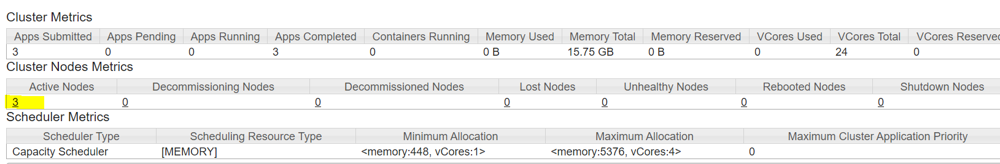 Cluster Metrics
Apps Submitted Apps Pending Apps Running Apps Completed Containers Running Memory Used Memory Total Memory Reserved VCores Used VCores Total VCores Reserved
3 0 0 3 0 0 B 15.75 GB 0 B 0 24 0
Cluster Nodes Metrics
Active Nodes Decommissioning Nodes Decommissioned Nodes Lost Nodes Unhealthy Nodes Rebooted Nodes Shutdown Nodes
3 0 0 0 0 0 0
Scheduler Metrics
Scheduler Type Scheduling Resource Type Minimum Allocation Maximum Allocation Maximum Cluster Application Priority
Capacity Scheduler [MEMORY] <memory:448, vCores:1> <memory:5376, vCores:4> 0